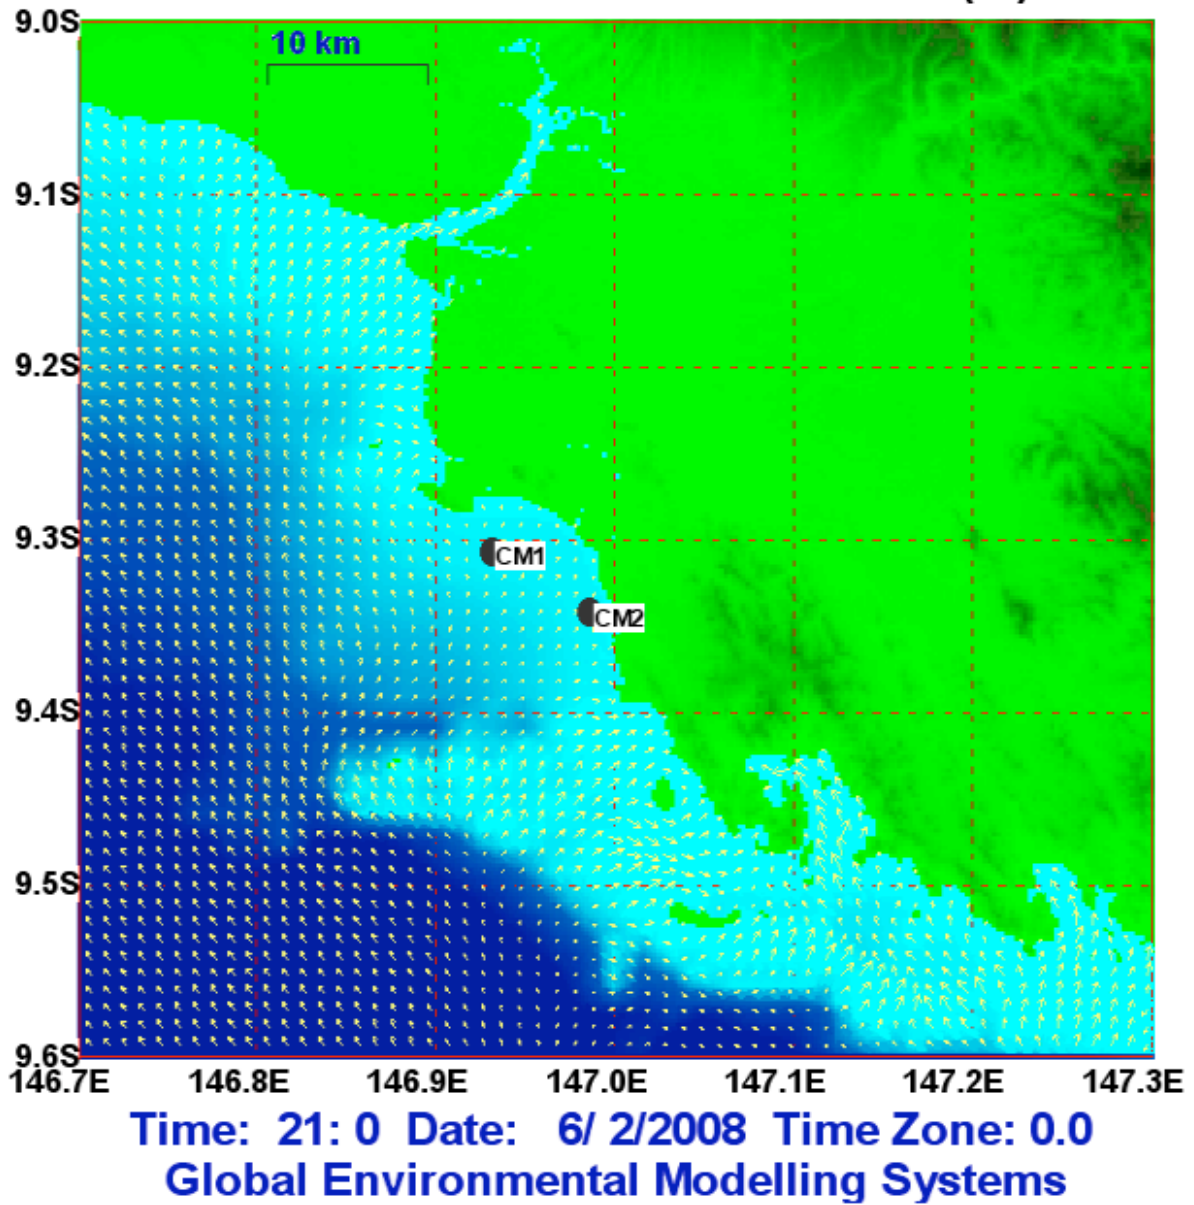 9.0S
10 km
9.1S
9.2S
9.3S
CM1
CM2
9.4S
9.5S
9.6S
146.7E 146.8E 146.9E 147.0E 147.1E 147.2E 147.3E
Time: 21: 0 Date: 6/ 2/2008 Time Zone: 0.0
Global Environmental Modelling Systems